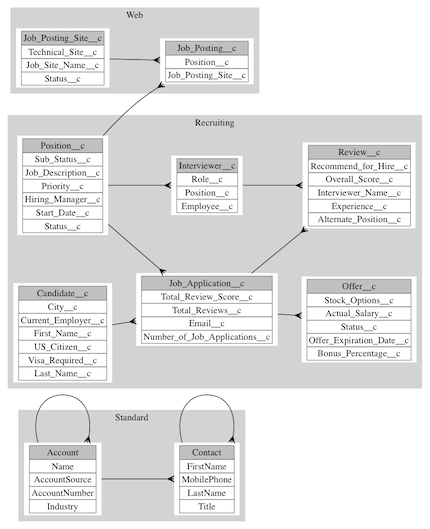 Web
Job_Posting_Site__c
Technical_Site__c
Job_Site_Name__c
Status__c
Job_Posting__c
Position__c
Job_Posting_Site__c
Recruiting
Position__c
Sub_Status__c
Job_Description__c
Priority__c
Hiring_Manager__c
Start_Date__c
Status__c
Interviewer__c
Role__c
Position__c
Employee__c
Review__c
Recommend_for_Hire__c
Overall_Score__c
Interviewer_Name__c
Experience__c
Alternate_Position__c
Candidate__c
City__c
Current_Employer__c
First_Name__c
US_Citizen__c
Visa_Required__c
Last_Name__c
Job_Application__c
Total_Review_Score__c
Total_Reviews__c
Email__c
Number_of_Job_Applications__c
Offer__c
Stock_Options__c
Actual_Salary__c
Status__c
Offer_Expiration_Date__c
Bonus_Percentage__c
Standard
Account
Name
AccountSource
AccountNumber
Industry
Contact
FirstName
MobilePhone
LastName
Title